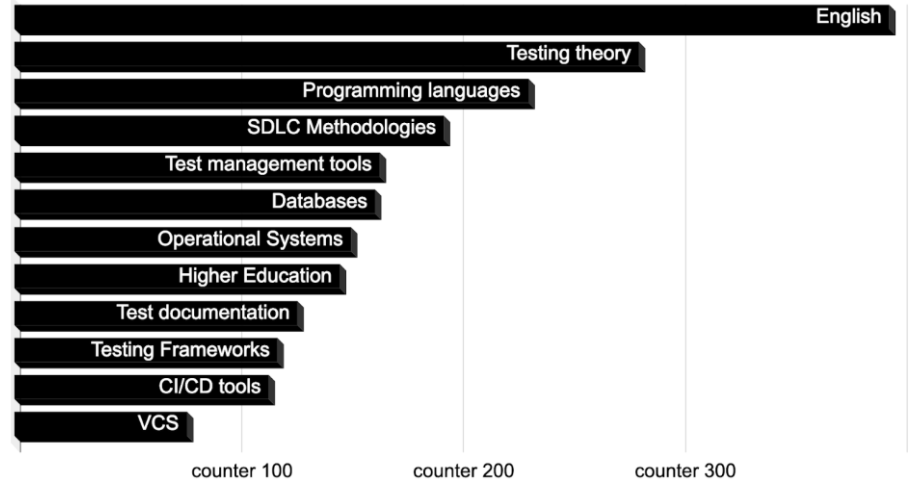 English
Testing theory
Programming languages
SDLC Methodologies
Test management tools
Databases
Operational Systems
Higher Education
Test documentation
Testing Frameworks
CI/CD tools
VCS
counter 100 counter 200 counter 300